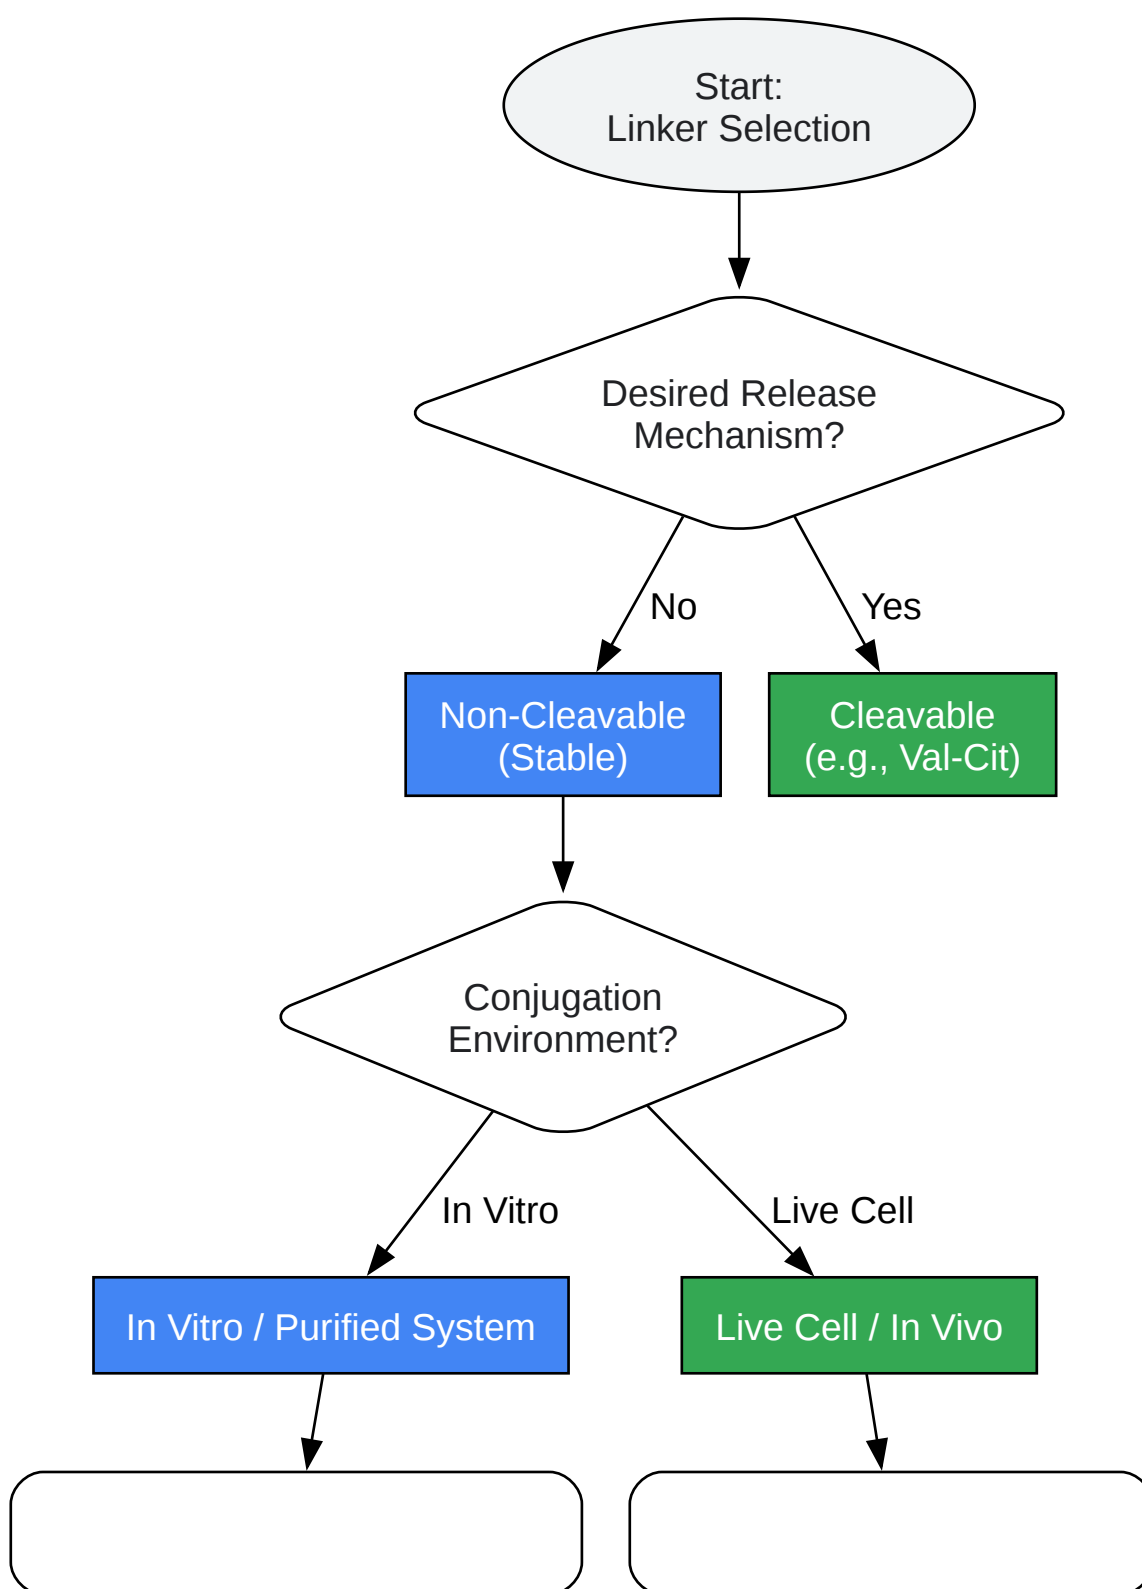 Start:
Linker Selection
Desired Release
Mechanism?
No
Yes
Non-Cleavable
(Stable)
Cleavable
(e.g., Val-Cit)
Conjugation
Environment?
In Vitro
Live Cell
In Vitro / Purified System
Live Cell / In Vivo